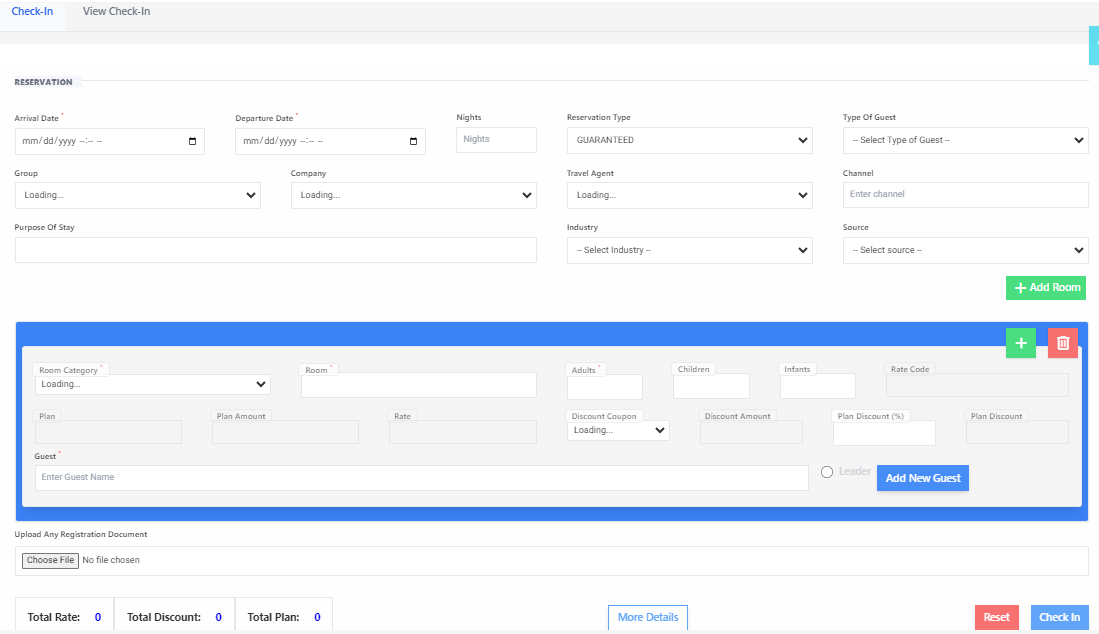 Check-In View Check-In
RESERVATION
Arrival Date * Departure Date * Nights Reservation Type Type Of Guest
mm/dd/yyyy --:-- -- mm/dd/yyyy --:-- -- Nights GUARANTEED -- Select Type of Guest --
Group Company Travel Agent Channel
Loading... Loading... Loading... Enter channel
Purpose Of Stay Industry Source
-- Select Industry -- -- Select source --
+ Add Room
+
Room Category * Room * Adults * Children Infants Rate Code
Loading...
Plan Plan Amount Rate Discount Coupon Discount Amount Plan Discount (%) Plan Discount
Loading...
Guest *
Enter Guest Name Leader Add New Guest
Upload Any Registration Document
Choose File No file chosen
Total Rate: 0 Total Discount: 0 Total Plan: 0 More Details Reset Check In